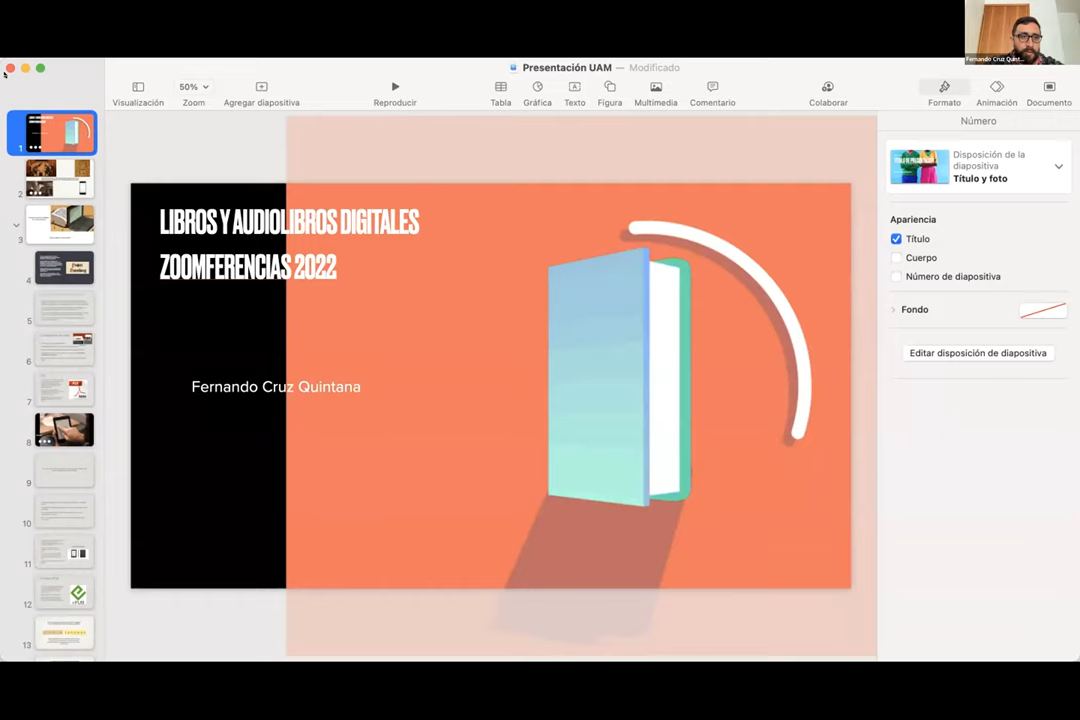 Fernando Cruz Quint...
Presentación UAM — Modificado
Visualización
50%
Zoom
Agregar diapositiva
Reproducir
Tabla
Gráfica
Texto
Figura
Multimedia
Comentario
Colaborar
Formato
Animación
Documento
1
2
3
4
5
6
7
8
9
10
11
12
13
LIBROS Y AUDIOLIBROS DIGITALES
ZOOMFERENCIAS 2022
Fernando Cruz Quintana
Número
Disposición de la
diapositiva
Título y foto
Apariencia
Título
Cuerpo
Número de diapositiva
Fondo
Editar disposición de diapositiva